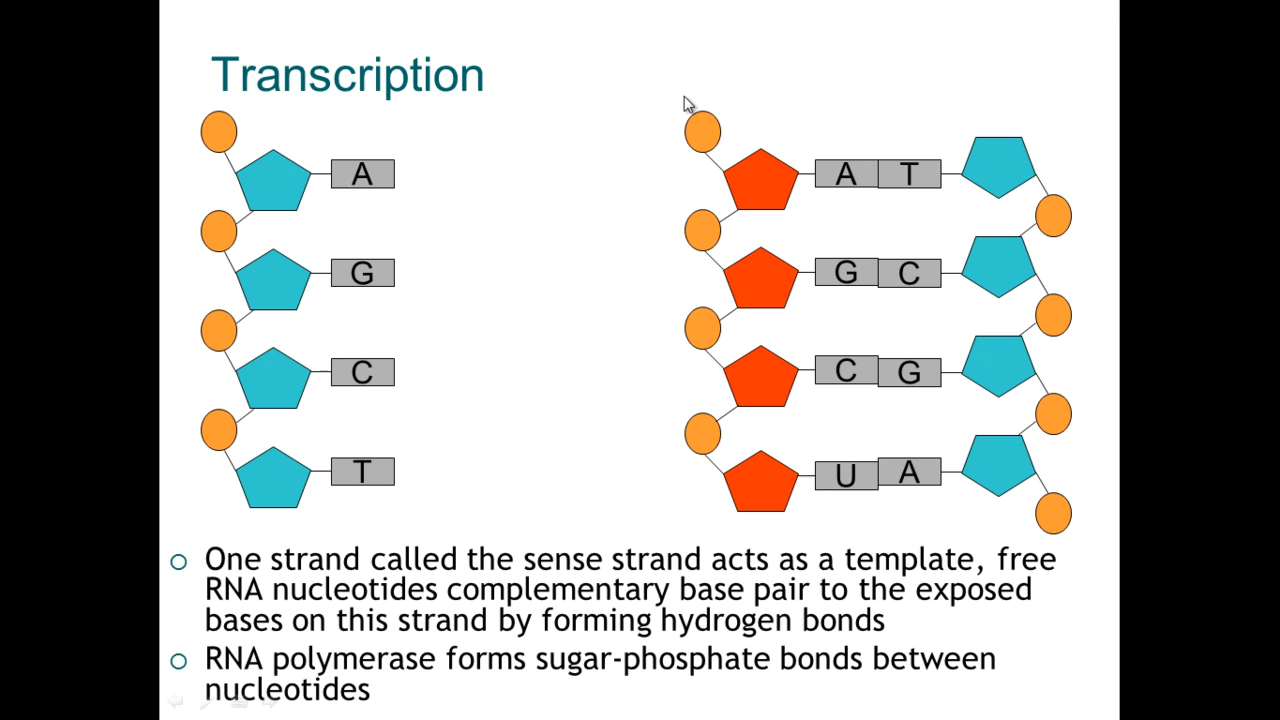 Transcription
A
A T
G
G C
C
C G
T
U A
One strand called the sense strand acts as a template, free
RNA nucleotides complementary base pair to the exposed
bases on this strand by forming hydrogen bonds
RNA polymerase forms sugar-phosphate bonds between
nucleotides